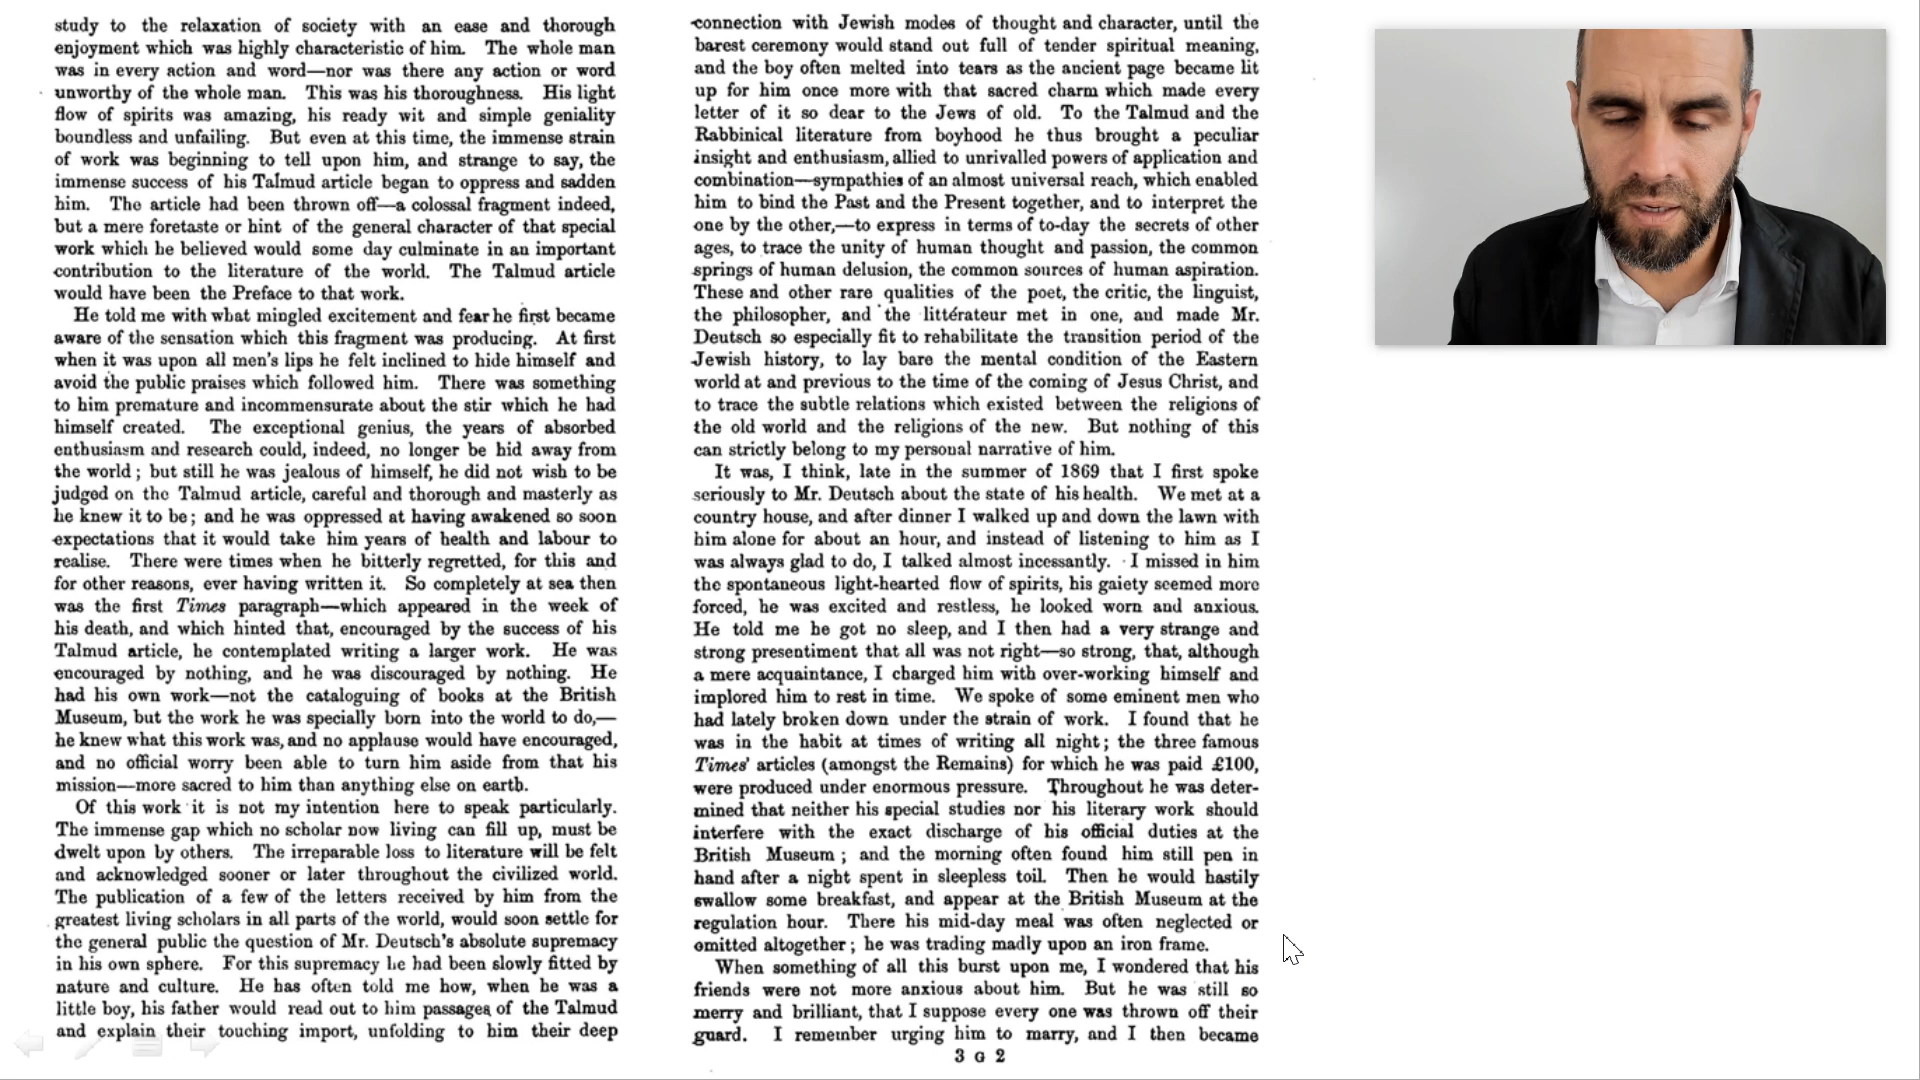 study to the relaxation of society with an ease and thorough
enjoyment which was highly characteristic of him. The whole man
was in every action and word—nor was there any action or word
unworthy of the whole man. This was his thoroughness. His light
flow of spirits was amazing, his ready wit and simple geniality
boundless and unfailing. But even at this time, the immense strain
of work was beginning to tell upon him, and strange to say, the
immense success of his Talmud article began to oppress and sadden
him. The article had been thrown off—a colossal fragment indeed,
but a mere foretaste or hint of the general character of that special
work which he believed would some day culminate in an important
contribution to the literature of the world. The Talmud article
would have been the Preface to that work.
He told me with what mingled excitement and fear he first became
aware of the sensation which this fragment was producing. At first
when it was upon all men's lips he felt inclined to hide himself and
avoid the public praises which followed him. There was something
to him premature and incommensurate about the stir which he had
himself created. The exceptional genius, the years of absorbed
enthusiasm and research could, indeed, no longer be hid away from
the world; but still he was jealous of himself, he did not wish to be
judged on the Talmud article, careful and thorough and masterly as
he knew it to be; and he was oppressed at having awakened so soon
expectations that it would take him years of health and labour to
realise. There were times when he bitterly regretted, for this and
for other reasons, ever having written it. So completely at sea then
was the first Times paragraph—which appeared in the week of
his death, and which hinted that, encouraged by the success of his
Talmud article, he contemplated writing a larger work. He was
encouraged by nothing, and he was discouraged by nothing. He
had his own work—not the cataloguing of books at the British
Museum, but the work he was specially born into the world to do,—
he knew what this work was, and no applause would have encouraged,
and no official worry been able to turn him aside from that his
mission—more sacred to him than anything else on earth.
Of this work it is not my intention here to speak particularly.
The immense gap which no scholar now living can fill up, must be
dwelt upon by others. The irreparable loss to literature will be felt
and acknowledged sooner or later throughout the civilized world.
The publication of a few of the letters received by him from the
greatest living scholars in all parts of the world, would soon settle for
the general public the question of Mr. Deutsch's absolute supremacy
in his own sphere. For this supremacy he had been slowly fitted by
nature and culture. He has often told me how, when he was a
little boy, his father would read out to him passages of the Talmud
and explain their touching import, unfolding to him their deep
connection with Jewish modes of thought and character, until the
barest ceremony would stand out full of tender spiritual meaning,
and the boy often melted into tears as the ancient page became lit
up for him once more with that sacred charm which made every
letter of it so dear to the Jews of old. To the Talmud and the
Rabbinical literature from boyhood he thus brought a peculiar
insight and enthusiasm, allied to unrivalled powers of application and
combination—sympathies of an almost universal reach, which enabled
him to bind the Past and the Present together, and to interpret the
one by the other,—to express in terms of to-day the secrets of other
ages, to trace the unity of human thought and passion, the common
springs of human delusion, the common sources of human aspiration.
These and other rare qualities of the poet, the critic, the linguist,
the philosopher, and the littérateur met in one, and made Mr.
Deutsch so especially fit to rehabilitate the transition period of the
Jewish history, to lay bare the mental condition of the Eastern
world at and previous to the time of the coming of Jesus Christ, and
to trace the subtle relations which existed between the religions of
the old world and the religions of the new. But nothing of this
can strictly belong to my personal narrative of him.
It was, I think, late in the summer of 1869 that I first spoke
seriously to Mr. Deutsch about the state of his health. We met at a
country house, and after dinner I walked up and down the lawn with
him alone for about an hour, and instead of listening to him as I
was always glad to do, I talked almost incessantly. I missed in him
the spontaneous light-hearted flow of spirits, his gaiety seemed more
forced, he was excited and restless, he looked worn and anxious.
He told me he got no sleep, and I then had a very strange and
strong presentiment that all was not right—so strong, that, although
a mere acquaintance, I charged him with over-working himself and
implored him to rest in time. We spoke of some eminent men who
had lately broken down under the strain of work. I found that he
was in the habit at times of writing all night; the three famous
Times' articles (amongst the Remains) for which he was paid £100,
were produced under enormous pressure. Throughout he was deter-
mined that neither his special studies nor his literary work should
interfere with the exact discharge of his official duties at the
British Museum; and the morning often found him still pen in
hand after a night spent in sleepless toil. Then he would hastily
swallow some breakfast, and appear at the British Museum at the
regulation hour. There his mid-day meal was often neglected or
omitted altogether; he was trading madly upon an iron frame.
When something of all this burst upon me, I wondered that his
friends were not more anxious about him. But he was still so
merry and brilliant, that I suppose every one was thrown off their
guard. I remember urging him to marry, and I then became
3 G 2